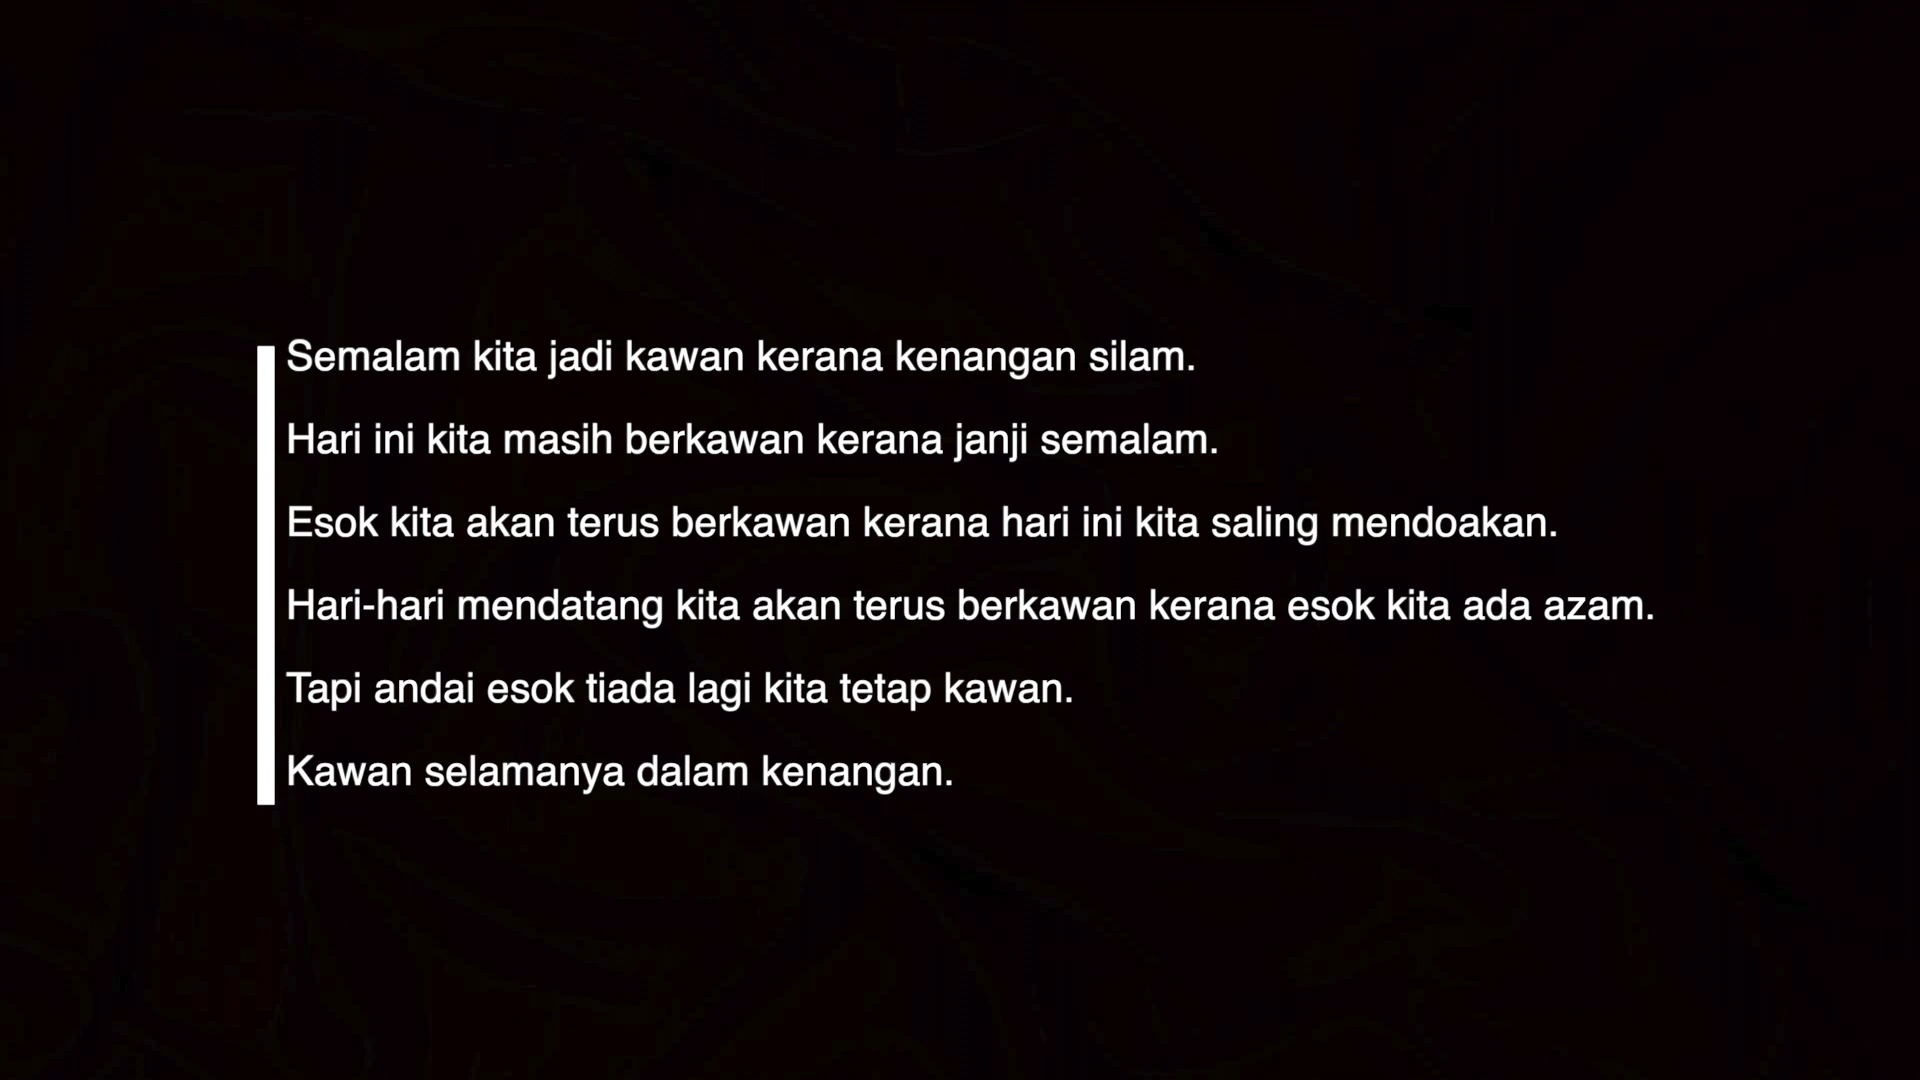 Semalam kita jadi kawan kerana kenangan silam.
Hari ini kita masih berkawan kerana janji semalam.
Esok kita akan terus berkawan kerana hari ini kita saling mendoakan.
Hari-hari mendatang kita akan terus berkawan kerana esok kita ada azam.
Tapi andai esok tiada lagi kita tetap kawan.
Kawan selamanya dalam kenangan.